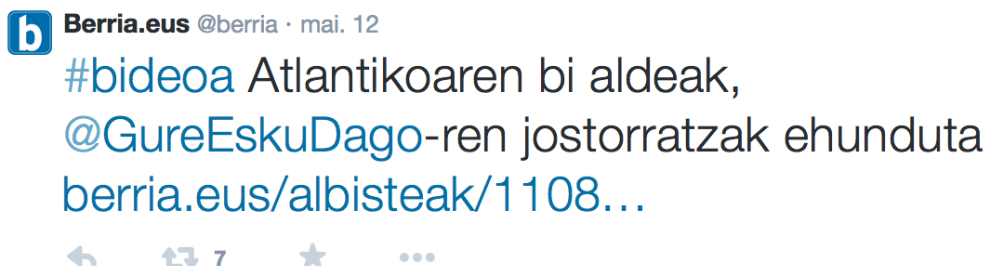 b Berria.eus @berria · mai. 12
#bideoa Atlantikoaren bi aldeak,
@GureEskuDago-ren jostorratzak ehunduta
berria.eus/albisteak/1108...
7